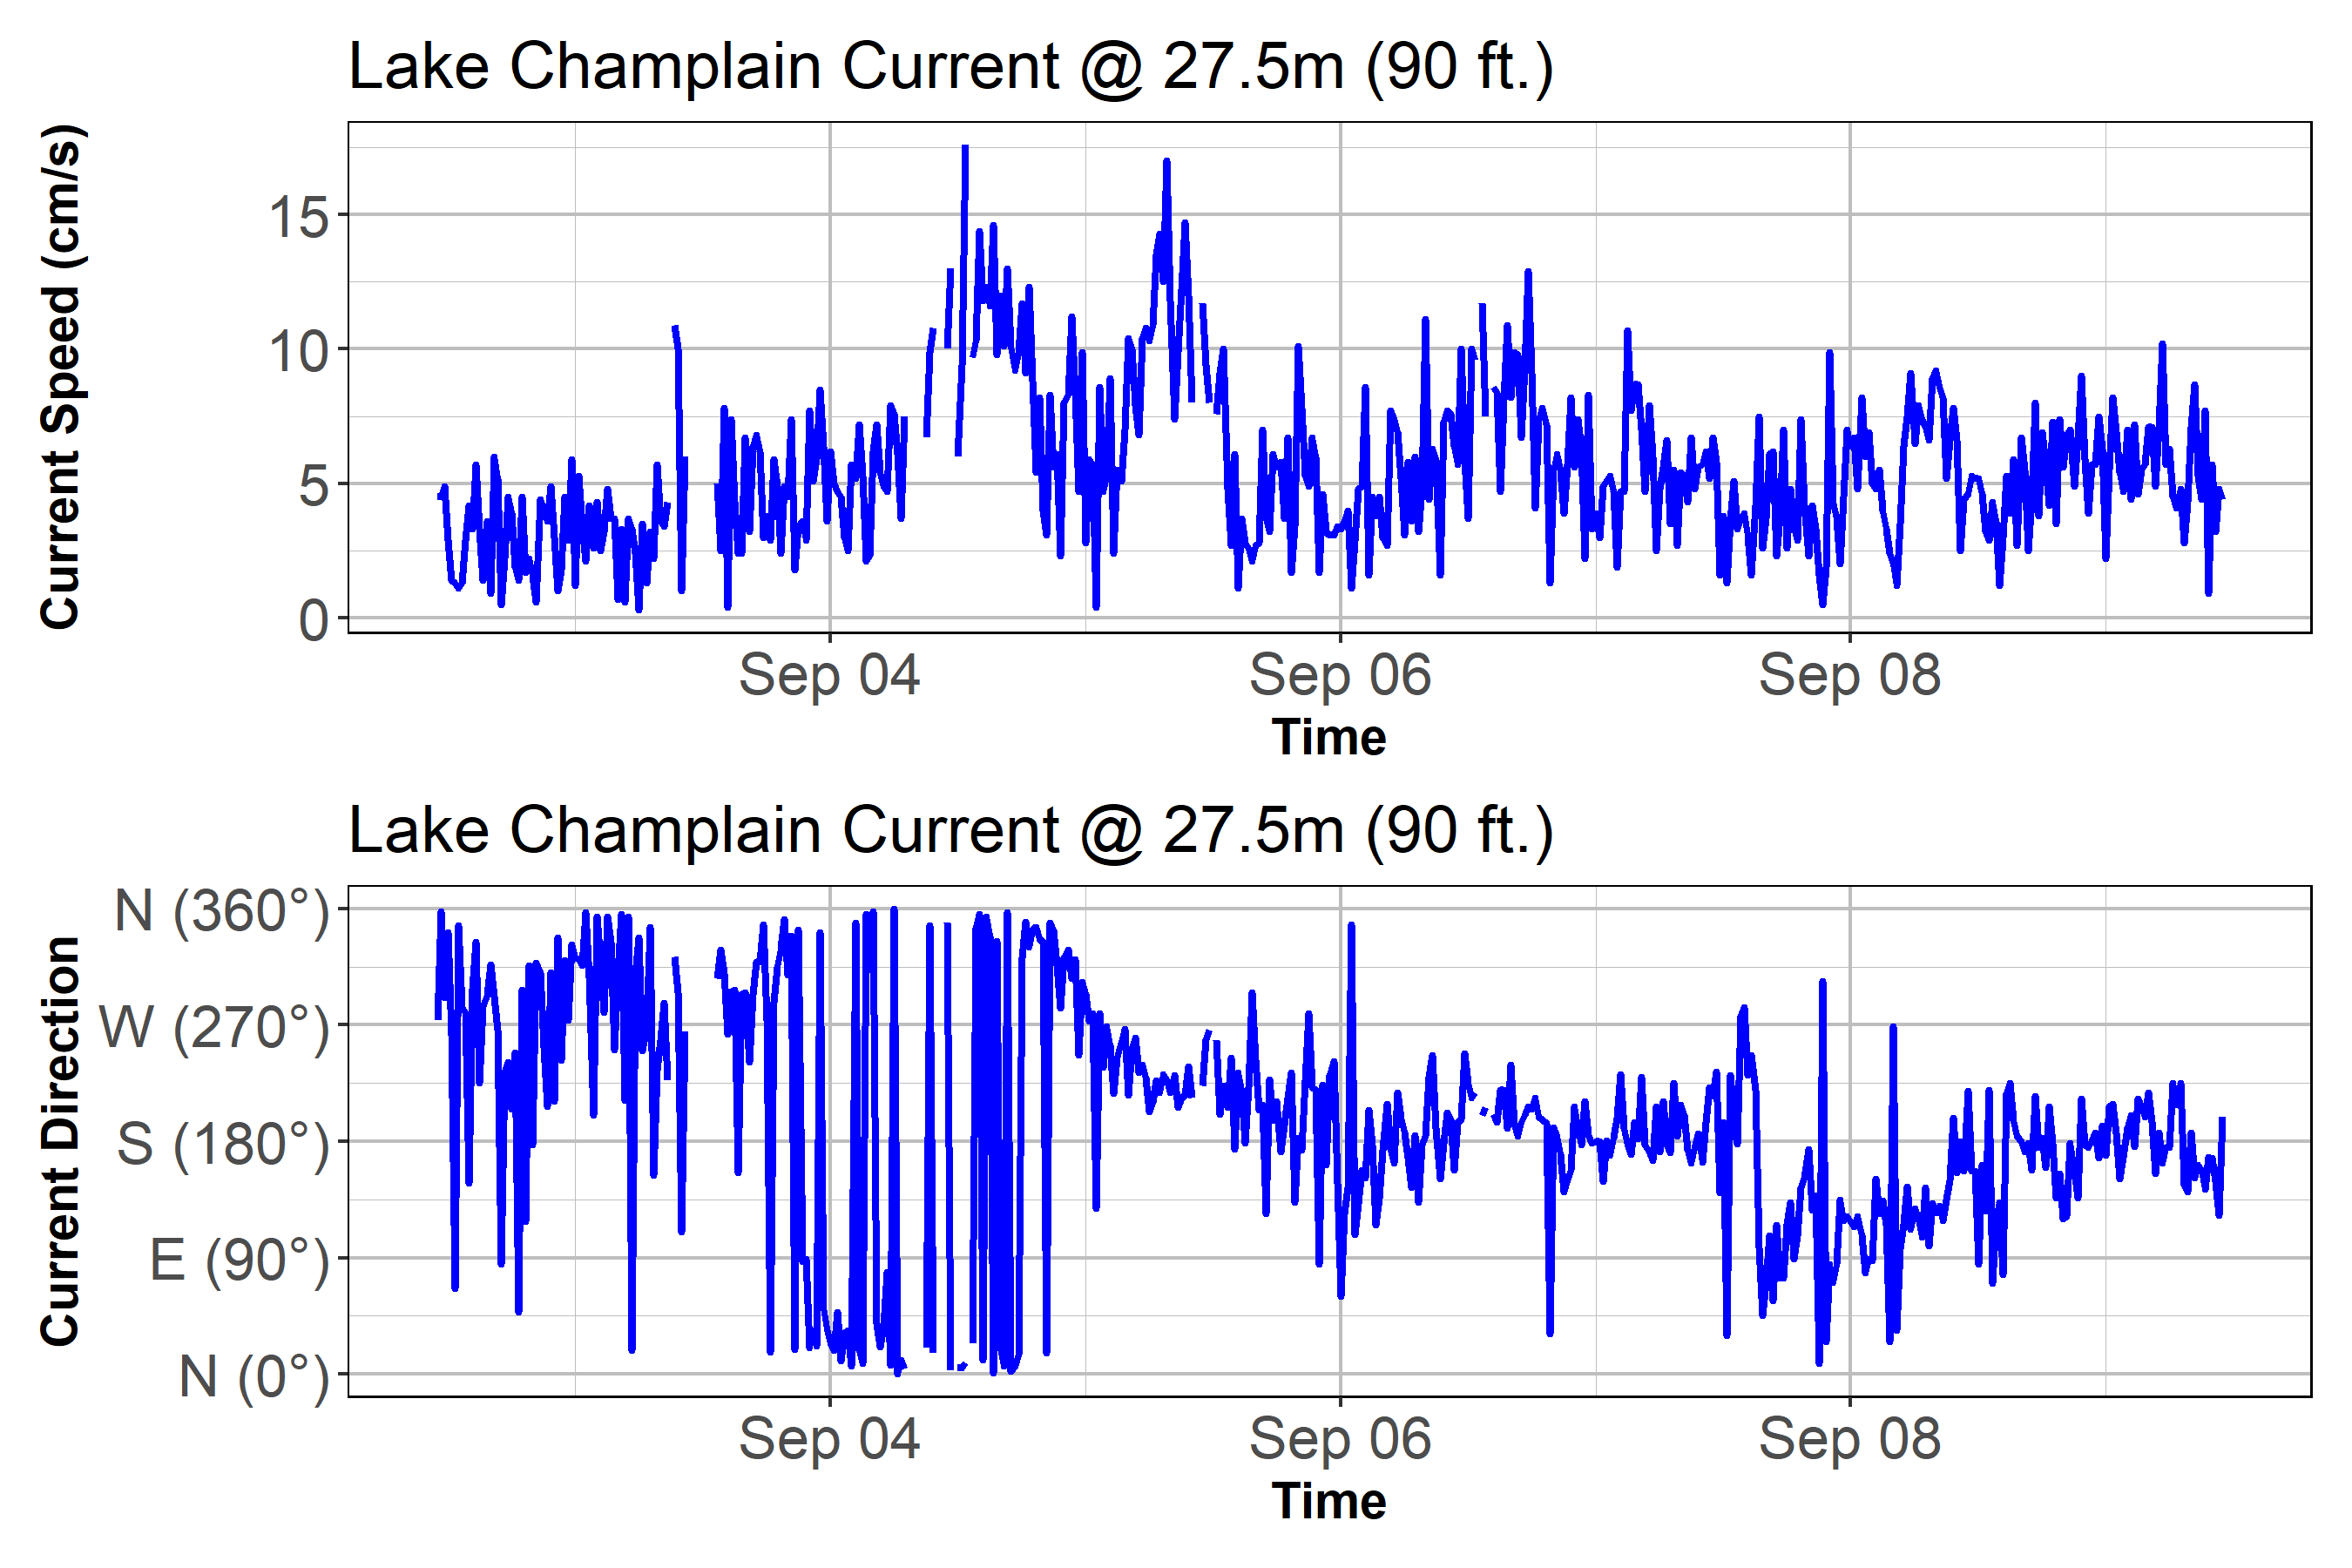 Lake Champlain Current @ 27.5m (90 ft.)
Current Speed (cm/s)
15
10
5
0
Sep 04 Sep 06 Sep 08
Time
Lake Champlain Current @ 27.5m (90 ft.)
Current Direction
N (360°)
W (270°)
S (180°)
E (90°)
N (0°)
Sep 04 Sep 06 Sep 08
Time